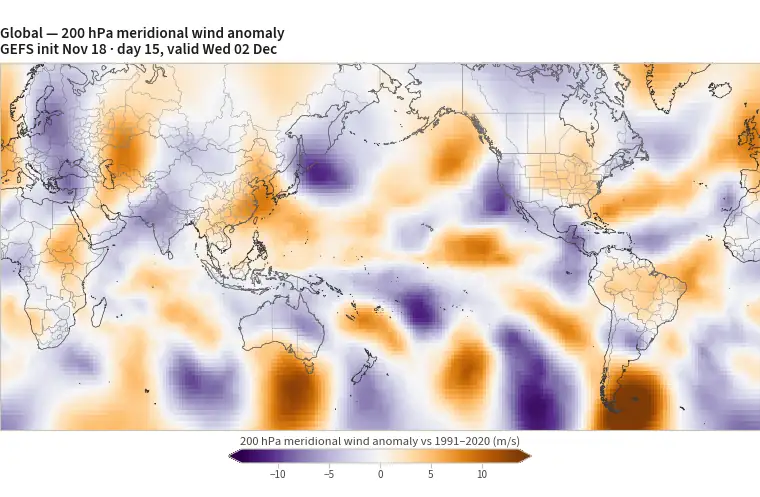 Global — 200 hPa meridional wind anomaly
GEFS init Nov 18 · day 15, valid Wed 02 Dec
200 hPa meridional wind anomaly vs 1991–2020 (m/s)
−10 −5 0 5 10